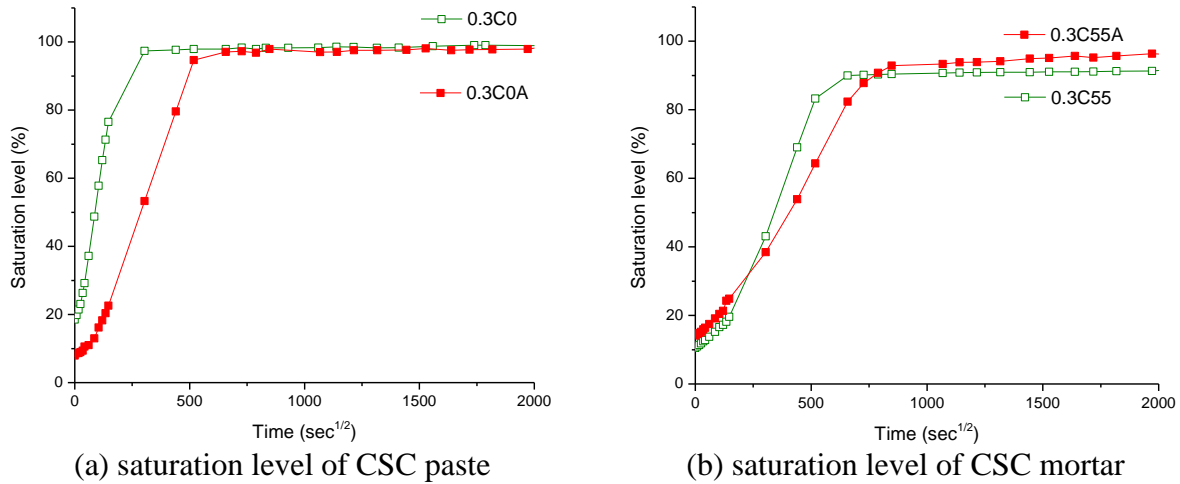 0.3C0
0.3C0A
Saturation level (%)
100
80
60
40
20
0
0
500
1000
1500
2000
Time (sec1/2)
(a) saturation level of CSC paste
0.3C55A
0.3C55
Saturation level (%)
100
80
60
40
20
0
0
500
1000
1500
2000
Time (sec1/2)
(b) saturation level of CSC mortar